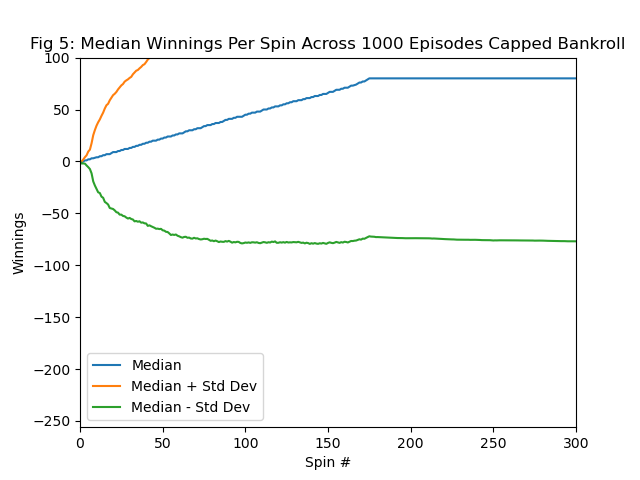 Fig 5: Median Winnings Per Spin Across 1000 Episodes Capped Bankroll
100
50
0
−50
−100
−150
−200
−250
Winnings
Median
Median + Std Dev
Median - Std Dev
0 50 100 150 200 250 300
Spin #